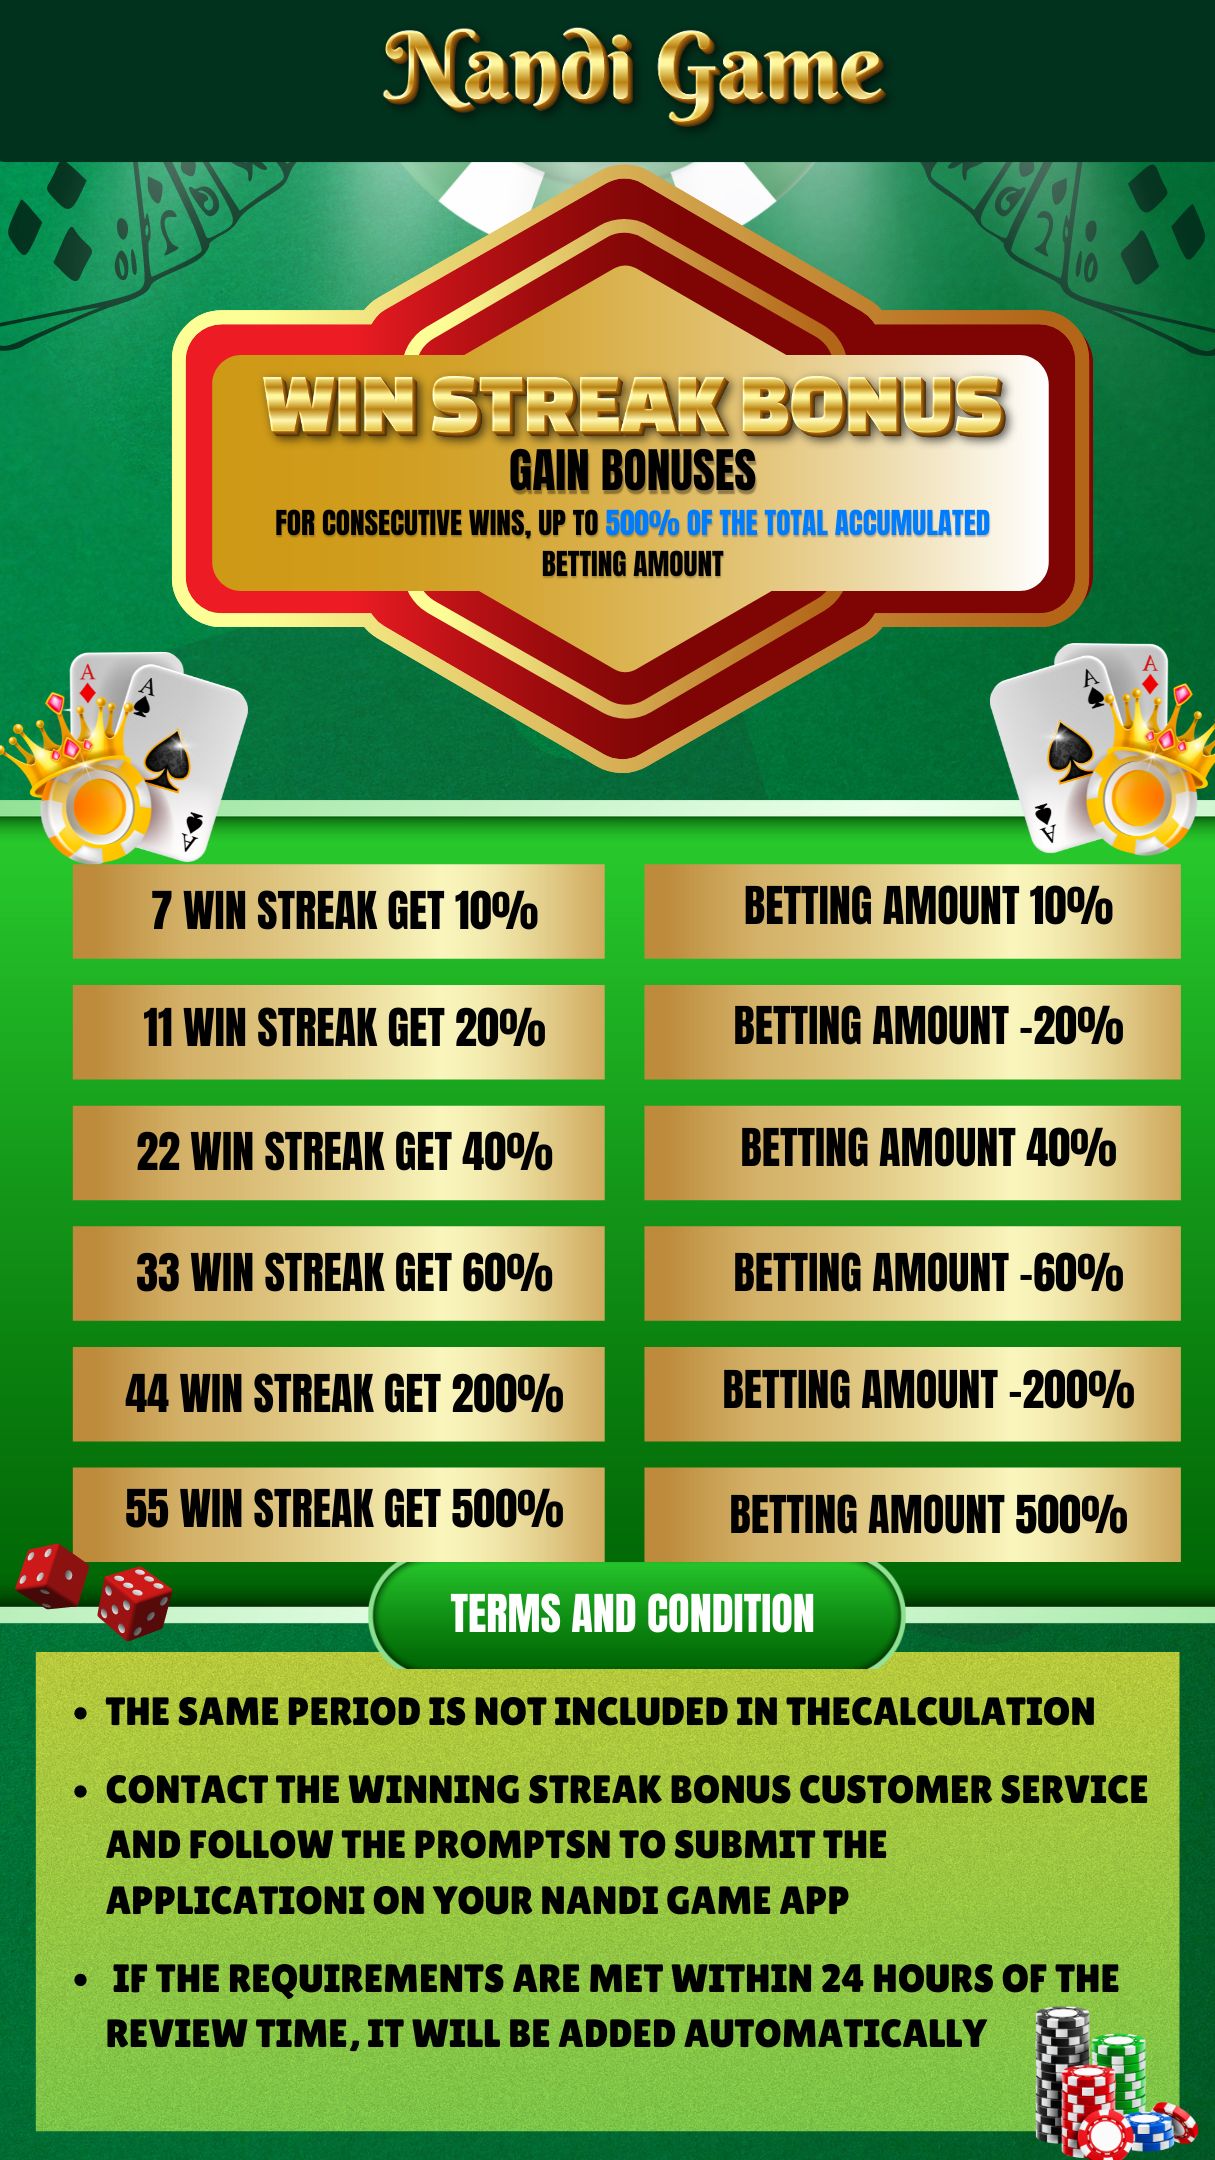 Nandi Game
WIN STREAK BONUS
GAIN BONUSES
FOR CONSECUTIVE WINS, UP TO 500% OF THE TOTAL ACCUMULATED
BETTING AMOUNT
A A
A A
A A
7 WIN STREAK GET 10% BETTING AMOUNT 10%
11 WIN STREAK GET 20% BETTING AMOUNT -20%
22 WIN STREAK GET 40% BETTING AMOUNT 40%
33 WIN STREAK GET 60% BETTING AMOUNT -60%
44 WIN STREAK GET 200% BETTING AMOUNT -200%
55 WIN STREAK GET 500% BETTING AMOUNT 500%
TERMS AND CONDITION
• THE SAME PERIOD IS NOT INCLUDED IN THECALCULATION
• CONTACT THE WINNING STREAK BONUS CUSTOMER SERVICE
AND FOLLOW THE PROMPTSN TO SUBMIT THE
APPLICATIONI ON YOUR NANDI GAME APP
• IF THE REQUIREMENTS ARE MET WITHIN 24 HOURS OF THE
REVIEW TIME, IT WILL BE ADDED AUTOMATICALLY